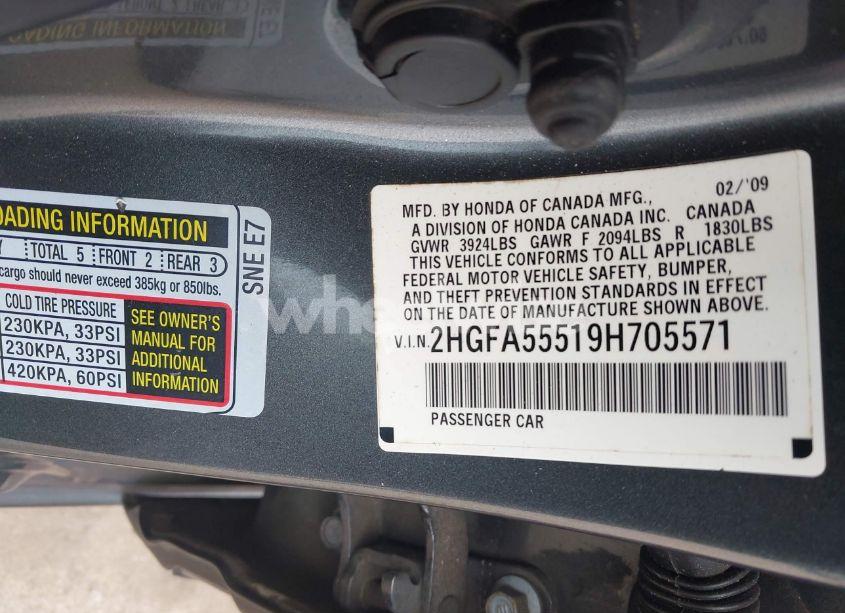 OADING INFORMATION
Y TOTAL 5 FRONT 2 REAR 3
cargo should never exceed 385kg or 850lbs.
COLD TIRE PRESSURE
230KPA, 33PSI
230KPA, 33PSI
420KPA, 60PSI
SEE OWNER'S
MANUAL FOR
ADDITIONAL
INFORMATION
SNE E7
MFD. BY HONDA OF CANADA MFG., 02/'09
A DIVISION OF HONDA CANADA INC. CANADA
GVWR 3924LBS GAWR F 2094LBS R 1830LBS
THIS VEHICLE CONFORMS TO ALL APPLICABLE
FEDERAL MOTOR VEHICLE SAFETY, BUMPER,
AND THEFT PREVENTION STANDARDS IN EFFECT
ON THE DATE OF MANUFACTURE SHOWN ABOVE.
V.I.N. 2HGFA55519H705571
PASSENGER CAR